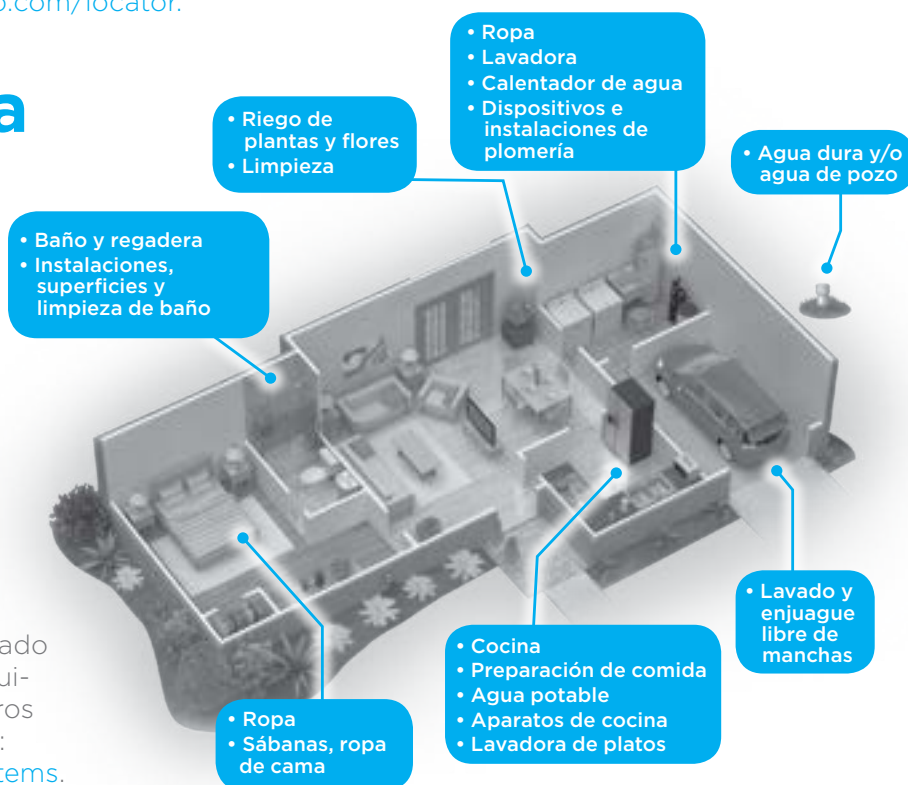 o.com/locator.
a
• Ropa
• Lavadora
• Calentador de agua
• Dispositivos e
instalaciones de
plomería
• Riego de
plantas y flores
• Limpieza
• Agua dura y/o
agua de pozo
• Baño y regadera
• Instalaciones,
superficies y
limpieza de baño
• Lavado y
enjuague
libre de
manchas
• Cocina
• Preparación de comida
• Agua potable
• Aparatos de cocina
• Lavadora de platos
• Ropa
• Sábanas, ropa
de cama
ado
ui-
ros
:
tems.